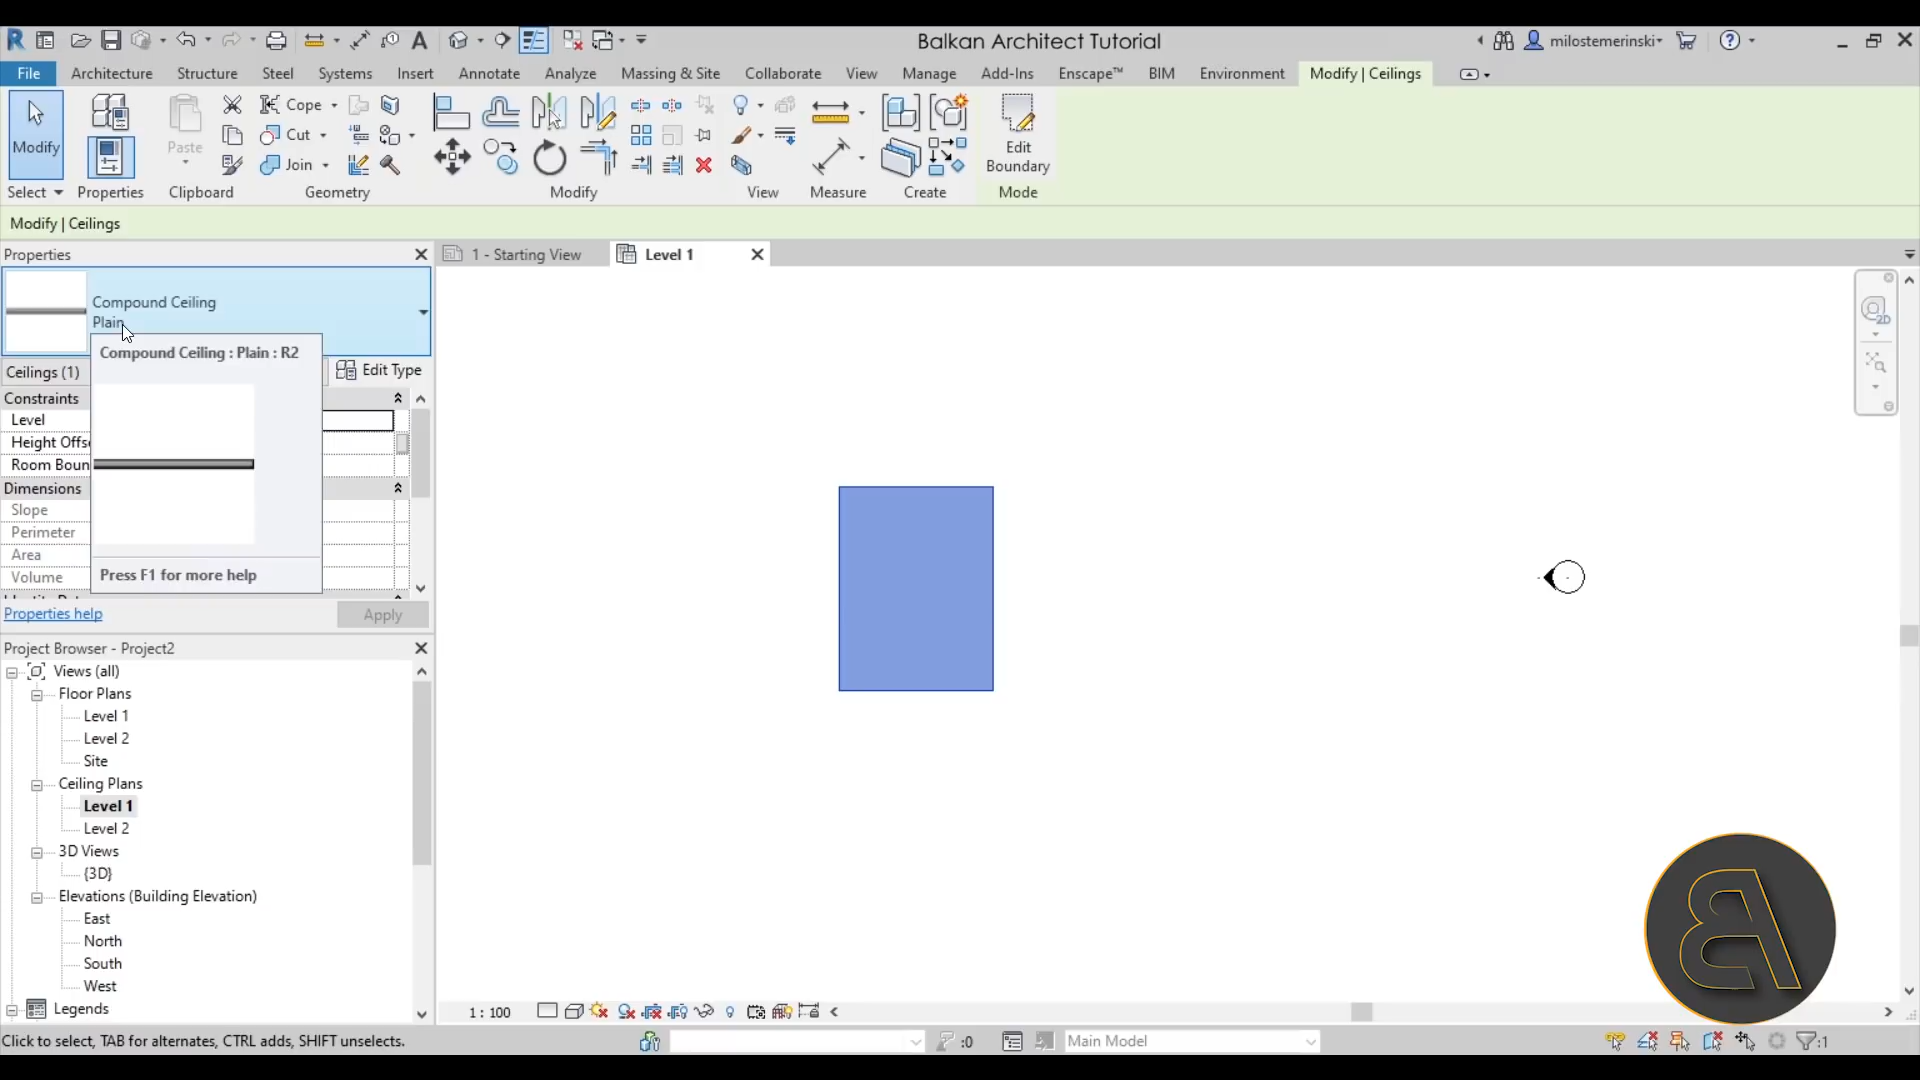 Balkan Architect Tutorial
milostemerinski
File Architecture Structure Steel Systems Insert Annotate Analyze Massing & Site Collaborate View Manage Add-Ins Enscape™ BIM Environment Modify | Ceilings
Modify
Paste
Cope
Cut
Join
Edit
Boundary
Select Properties Clipboard Geometry Modify View Measure Create Mode
Modify | Ceilings
Properties
1 - Starting View
Level 1
Compound Ceiling
Plain
Compound Ceiling : Plain : R2
Ceilings (1)
Edit Type
Constraints
Level
Height Offs
Room Boun
Dimensions
Slope
Perimeter
Area
Volume
Press F1 for more help
Properties help
Apply
Project Browser - Project2
Views (all)
Floor Plans
Level 1
Level 2
Site
Ceiling Plans
Level 1
Level 2
3D Views
{3D}
Elevations (Building Elevation)
East
North
South
West
Legends
1 : 100
2D
Click to select, TAB for alternates, CTRL adds, SHIFT unselects.
:0
Main Model
:1